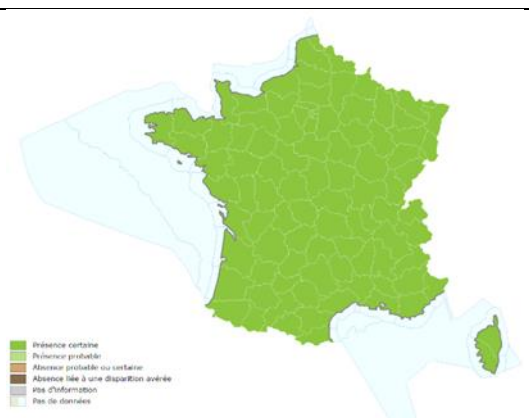 Présence certaine
Présence probable
Absence probable ou certaine
Absence liée à une disparition avérée
Pas d'information
Pas de données